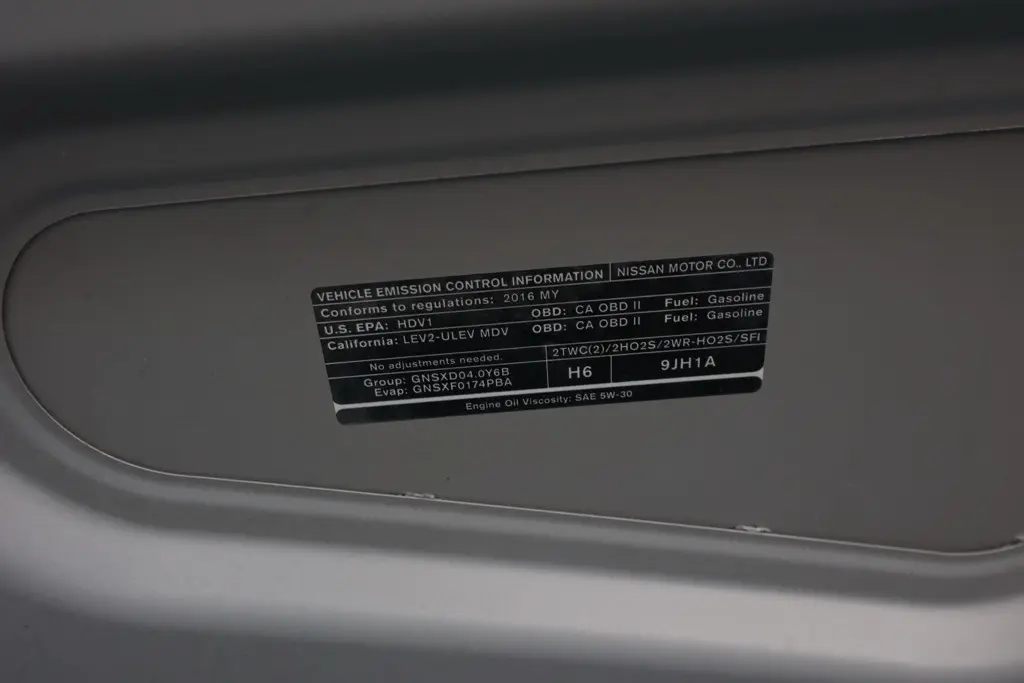 VEHICLE EMISSION CONTROL INFORMATION NISSAN MOTOR CO., LTD
Conforms to regulations: 2016 MY
U.S. EPA: HDV1 OBD: CA OBD II Fuel: Gasoline
California: LEV2-ULEV MDV OBD: CA OBD II Fuel: Gasoline
No adjustments needed. 2TWC(2)/2HO2S/2WR-HO2S/SFI
Group: GNSXD04.0Y6B H6 9JH1A
Evap: GNSXF0174PBA
Engine Oil Viscosity: SAE 5W-30